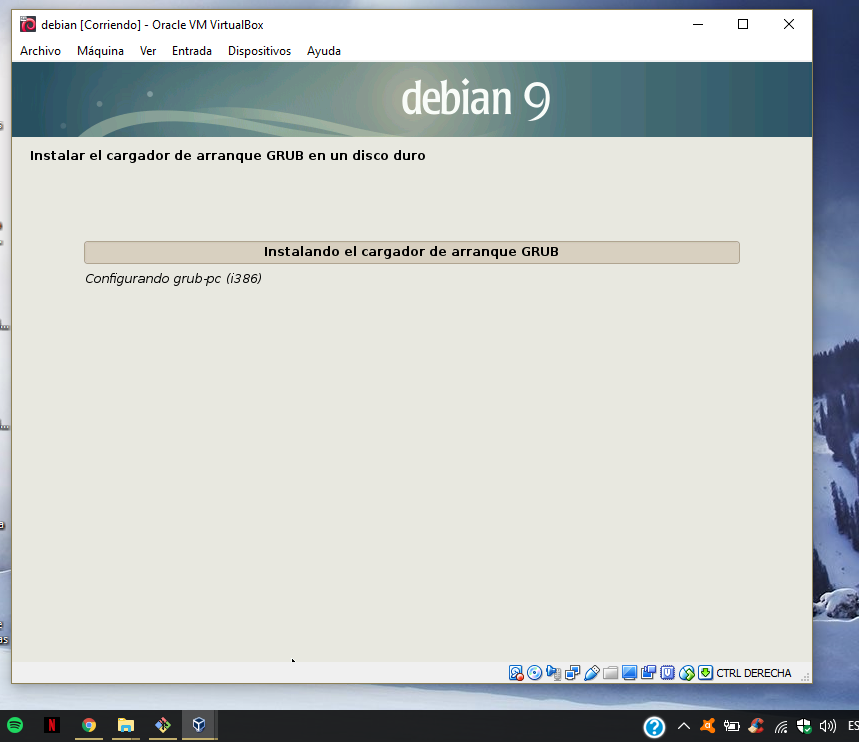 debian [Corriendo] - Oracle VM VirtualBox
Archivo Máquina Ver Entrada Dispositivos Ayuda
debian 9
Instalar el cargador de arranque GRUB en un disco duro
Instalando el cargador de arranque GRUB
Configurando grub-pc (i386)
CTRL DERECHA
ES